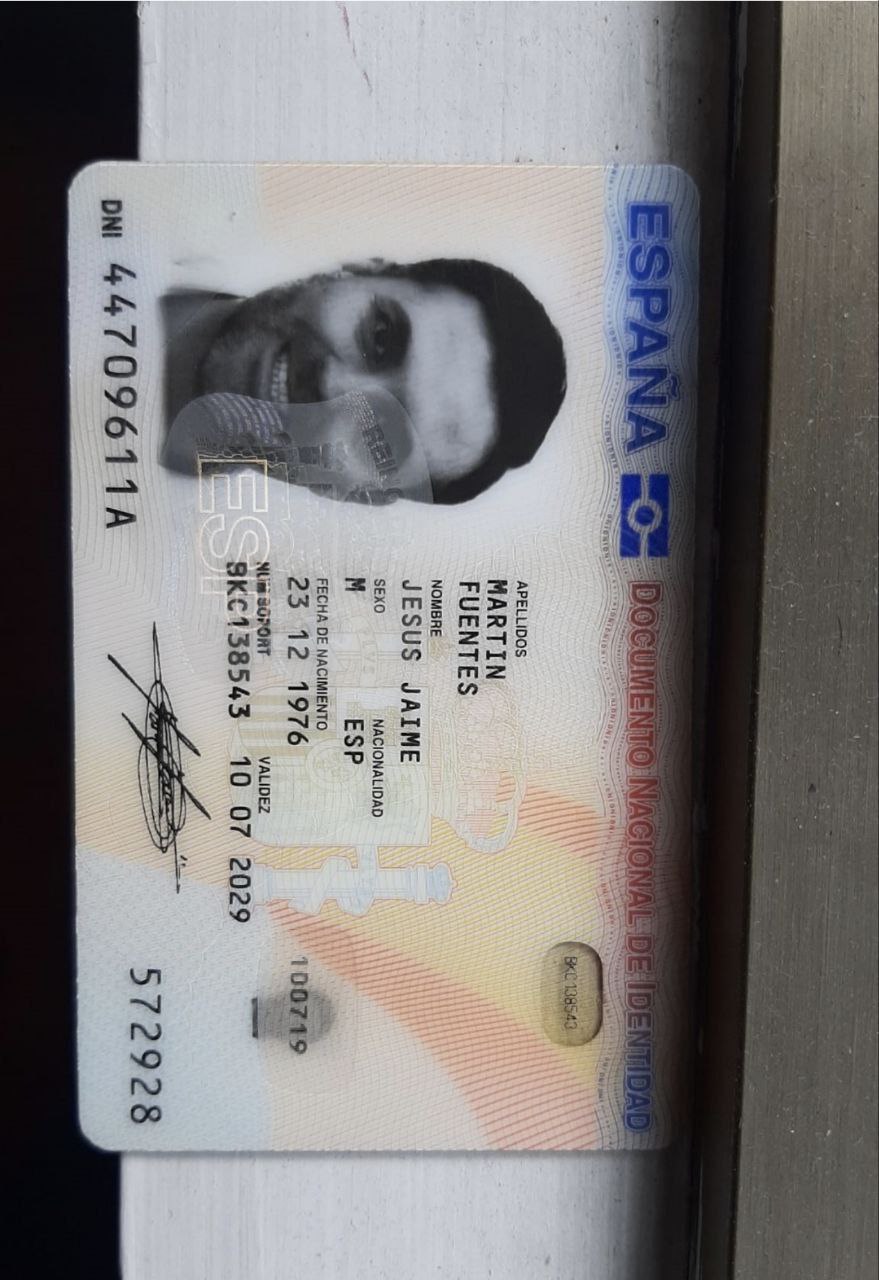 ESPAÑA DOCUMENTO NACIONAL DE IDENTIDAD
APELLIDOS
MARTIN
FUENTES
NOMBRE
JESUS JAIME
SEXO NACIONALIDAD
M ESP
FECHA DE NACIMIENTO
23 12 1976
NUM SOPORT VALIDEZ
BKC138543 10 07 2029
BKC138543
100719
ESP
DNI 44709611A
572928